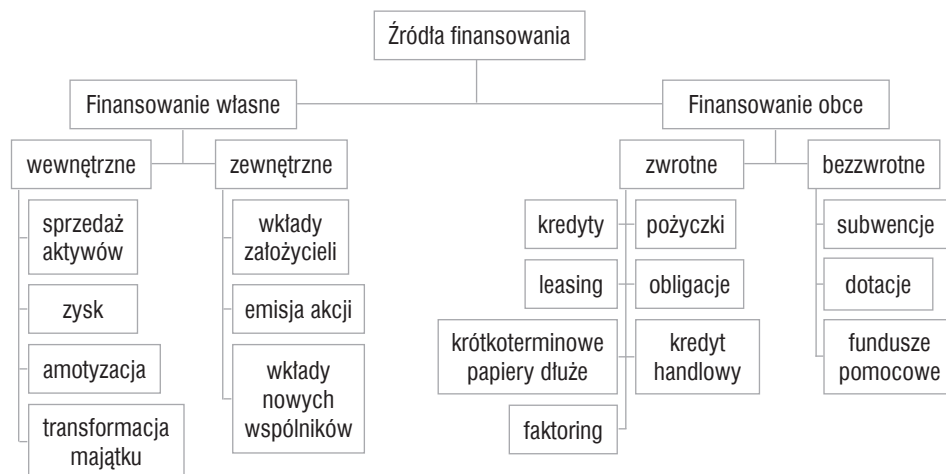 Źródła finansowania
Finansowanie własne
Finansowanie obce
wewnętrzne
zewnętrzne
zwrotne
bezzwrotne
sprzedaż
aktywów
zysk
amotyzacja
transformacja
majątku
wkłady
założycieli
emisja akcji
wkłady
nowych
wspólników
kredyty
pożyczki
leasing
obligacje
krótkoterminowe
papiery dłuże
kredyt
handlowy
faktoring
subwencje
dotacje
fundusze
pomocowe